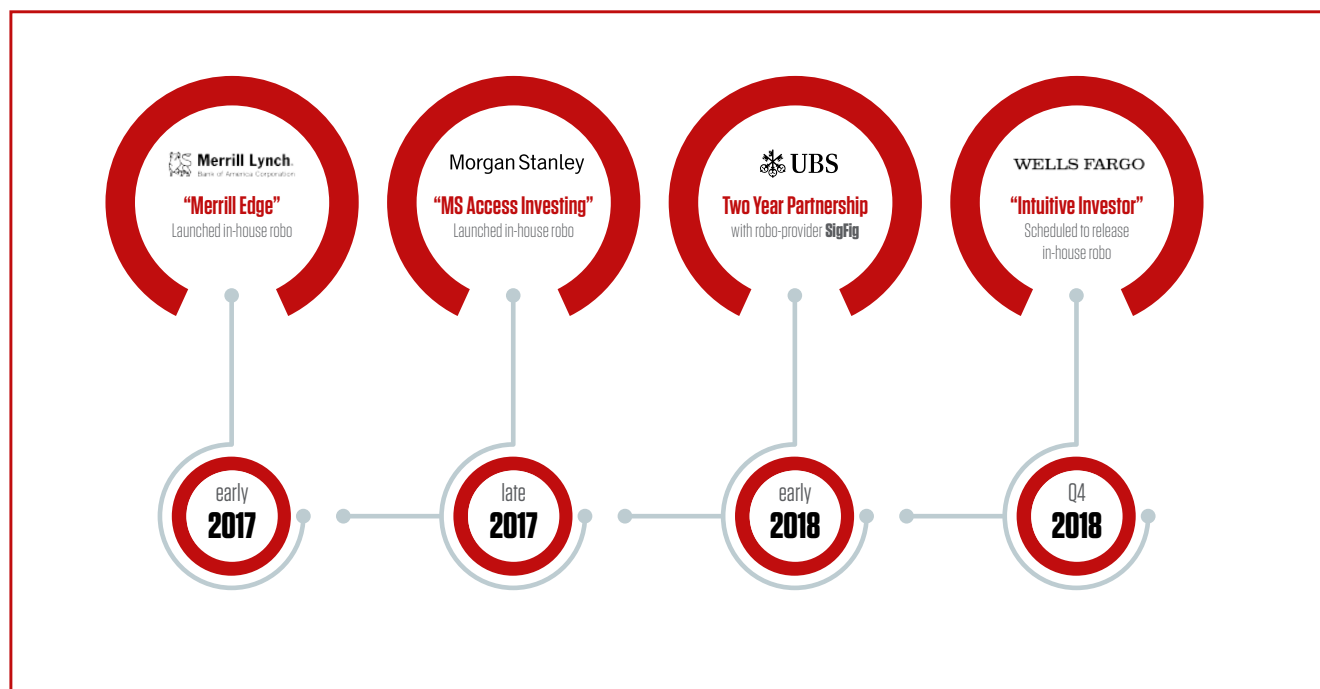 Merrill Lynch.
Bank of America Corporation
“Merrill Edge”
Launched in-house robo
Morgan Stanley
“MS Access Investing”
Launched in-house robo
UBS
Two Year Partnership
with robo-provider SigFig
WELLS FARGO
“Intuitive Investor”
Scheduled to release
in-house robo
early
2017
late
2017
early
2018
Q4
2018